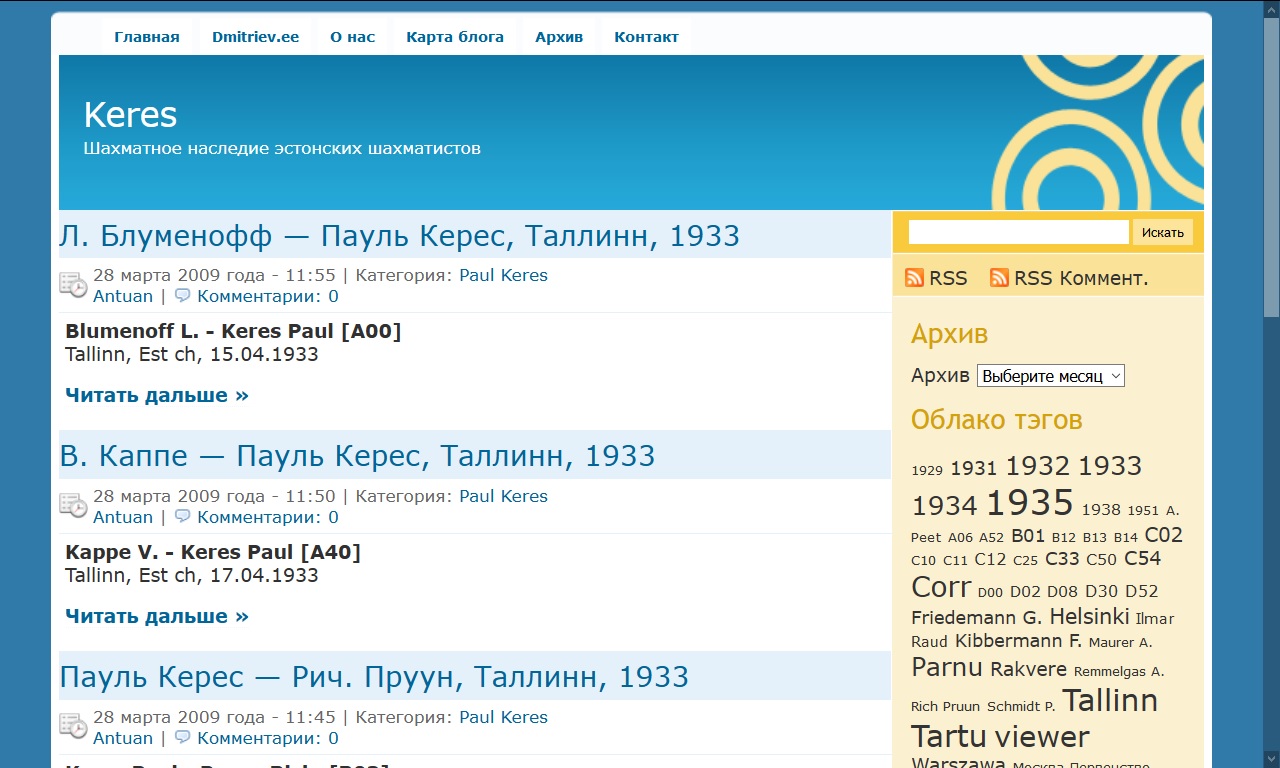 Главная Dmitriev.ee О нас Карта блога Архив Контакт
Keres
Шахматное наследие эстонских шахматистов
Л. Блуменофф — Пауль Керес, Таллинн, 1933
28 марта 2009 года - 11:55 | Категория: Paul Keres
Antuan | Комментарии: 0
Blumenoff L. - Keres Paul [A00]
Tallinn, Est ch, 15.04.1933
Читать дальше »
В. Каппе — Пауль Керес, Таллинн, 1933
28 марта 2009 года - 11:50 | Категория: Paul Keres
Antuan | Комментарии: 0
Kappe V. - Keres Paul [A40]
Tallinn, Est ch, 17.04.1933
Читать дальше »
Пауль Керес — Рич. Пруун, Таллинн, 1933
28 марта 2009 года - 11:45 | Категория: Paul Keres
Antuan | Комментарии: 0
Искать
RSS RSS Коммент.
Архив
Архив Выберите месяц
Облако тэгов
1929 1931 1932 1933
1934 1935 1938 1951 A.
Peet A06 A52 B01 B12 B13 B14 C02
C10 C11 C12 C25 C33 C50 C54
Corr D00 D02 D08 D30 D52
Friedemann G. Helsinki Ilmar
Raud Kibbermann F. Maurer A.
Parnu Rakvere Remmelgas A.
Rich Pruun Schmidt P. Tallinn
Tartu viewer
Warszawa Москва Первенство